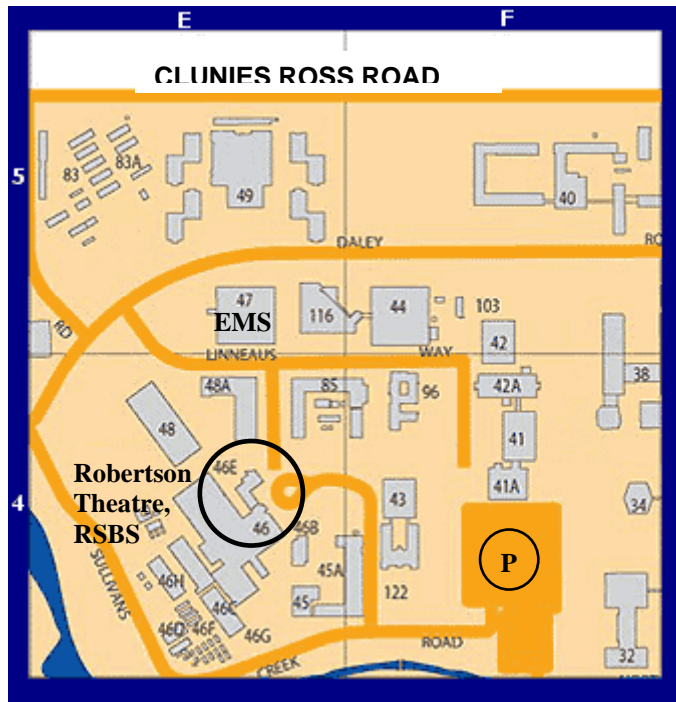 E F
CLUNIES ROSS ROAD
5
83
83A
49
40
DALEY
RO
47
EMS
116
44
103
42
RD
LINNEAUS
WAY
48A
85
96
42A
38
48
41
Robertson
Theatre,
RSBS
46E
41A
4
43
34
46
46B
P
SULLIVANS
46H
45A
122
46C
45
46D
46F
46G
ROAD
CREEK
32